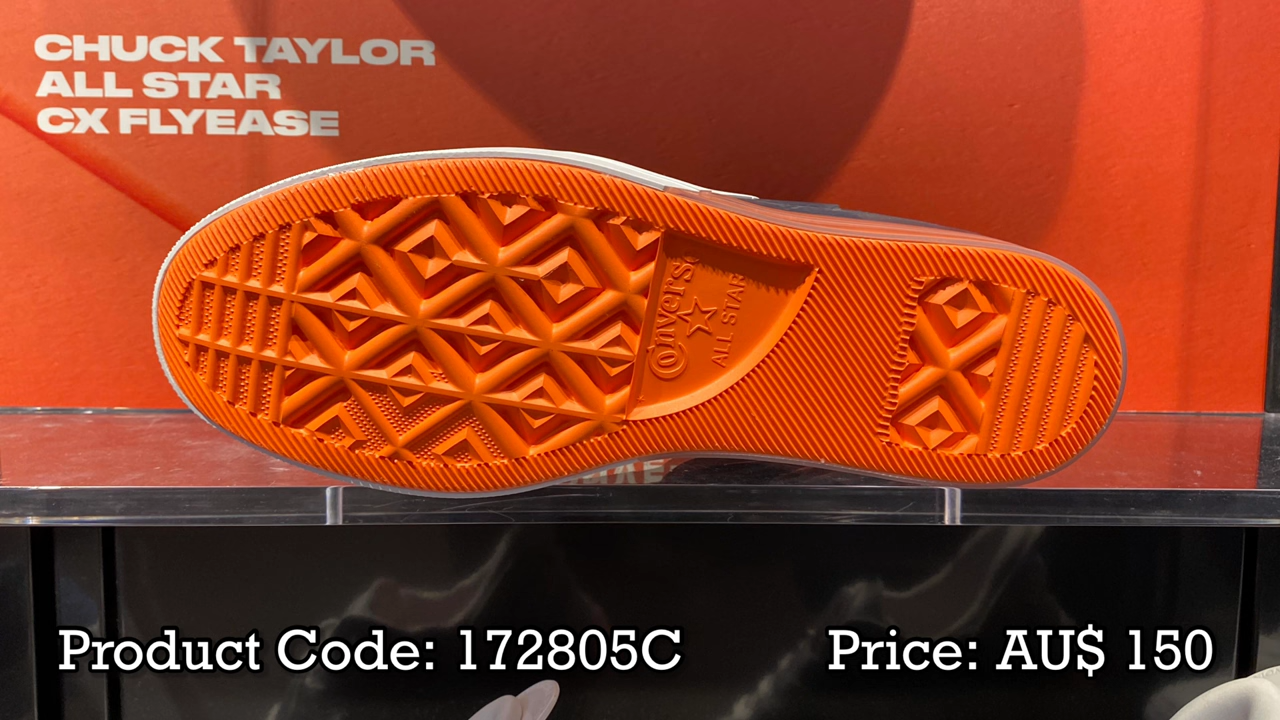 CHUCK TAYLOR
ALL STAR
CX FLYEASE
Converse
ALL STAR
Product Code: 172805C
Price: AU$ 150